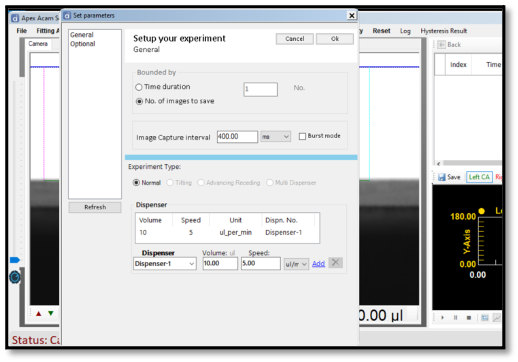 Apex Acam S
Set parameters
File Fitting A
y Reset Log Hysteresis Result
Camera
General
Optional
Setup your experiment
General
Cancel Ok
Back
Index Time
Bounded by
Time duration
1 No.
No. of images to save
Image Capture interval 400.00 ms Burst mode
Experiment Type:
Normal Tilting Advancing Receding Multi Dispenser
Save Left CA
Refresh
Dispenser
Volume Speed Unit Dispn. No.
10 5 ul_per_min Dispenser-1
Dispenser Volume: ul Speed:
Dispenser-1 10.00 5.00 ul/m Add
180.00
Y-Axis
0.00
0.00
0.00 µl
Status: Ca